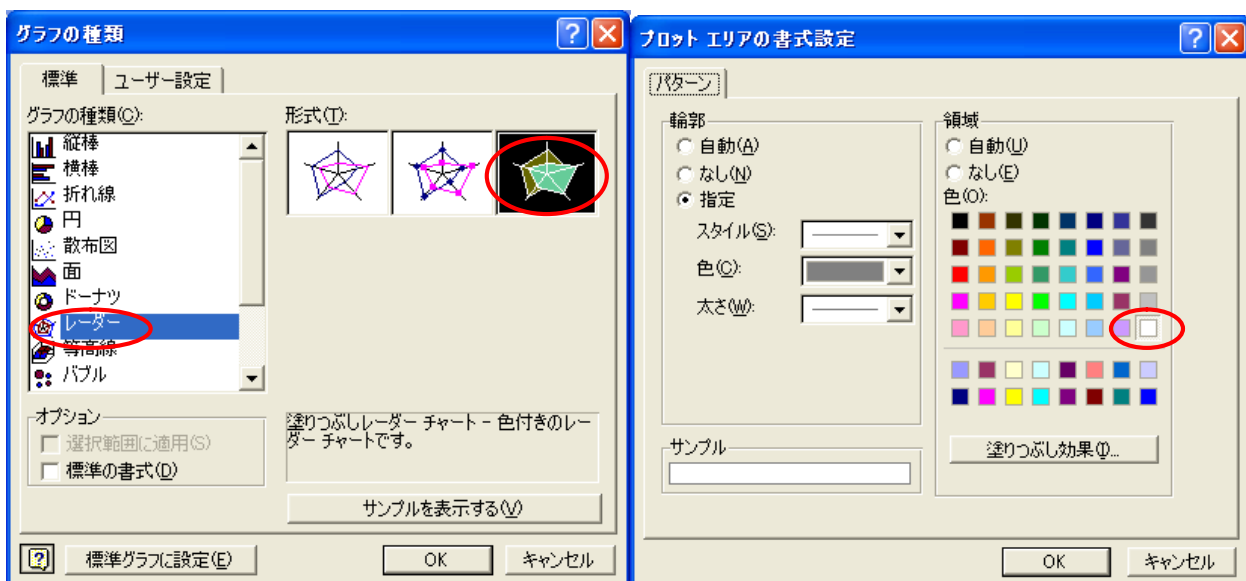 グラフの種類
標準
ユーザー設定
グラフの種類(C):
縦棒
横棒
折れ線
円
散布図
面
ドーナツ
レーダー
等高線
バブル
形式(T):
オプション
選択範囲に適用(S)
標準の書式(D)
塗りつぶしレーダー チャート - 色付きのレー
ダー チャートです。
サンプルを表示する(V)
標準グラフに設定(E)
OK
キャンセル
プロット エリアの書式設定
パターン
輪郭
自動(A)
なし(N)
指定
スタイル(S):
色(C):
太さ(W):
サンプル
領域
自動(U)
なし(E)
色(O):
塗りつぶし効果(I)...
OK
キャンセル